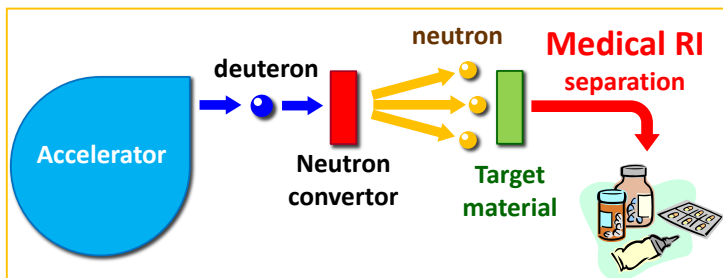 Accelerator
deuteron
Neutron
convertor
neutron
Target
material
Medical RI
separation